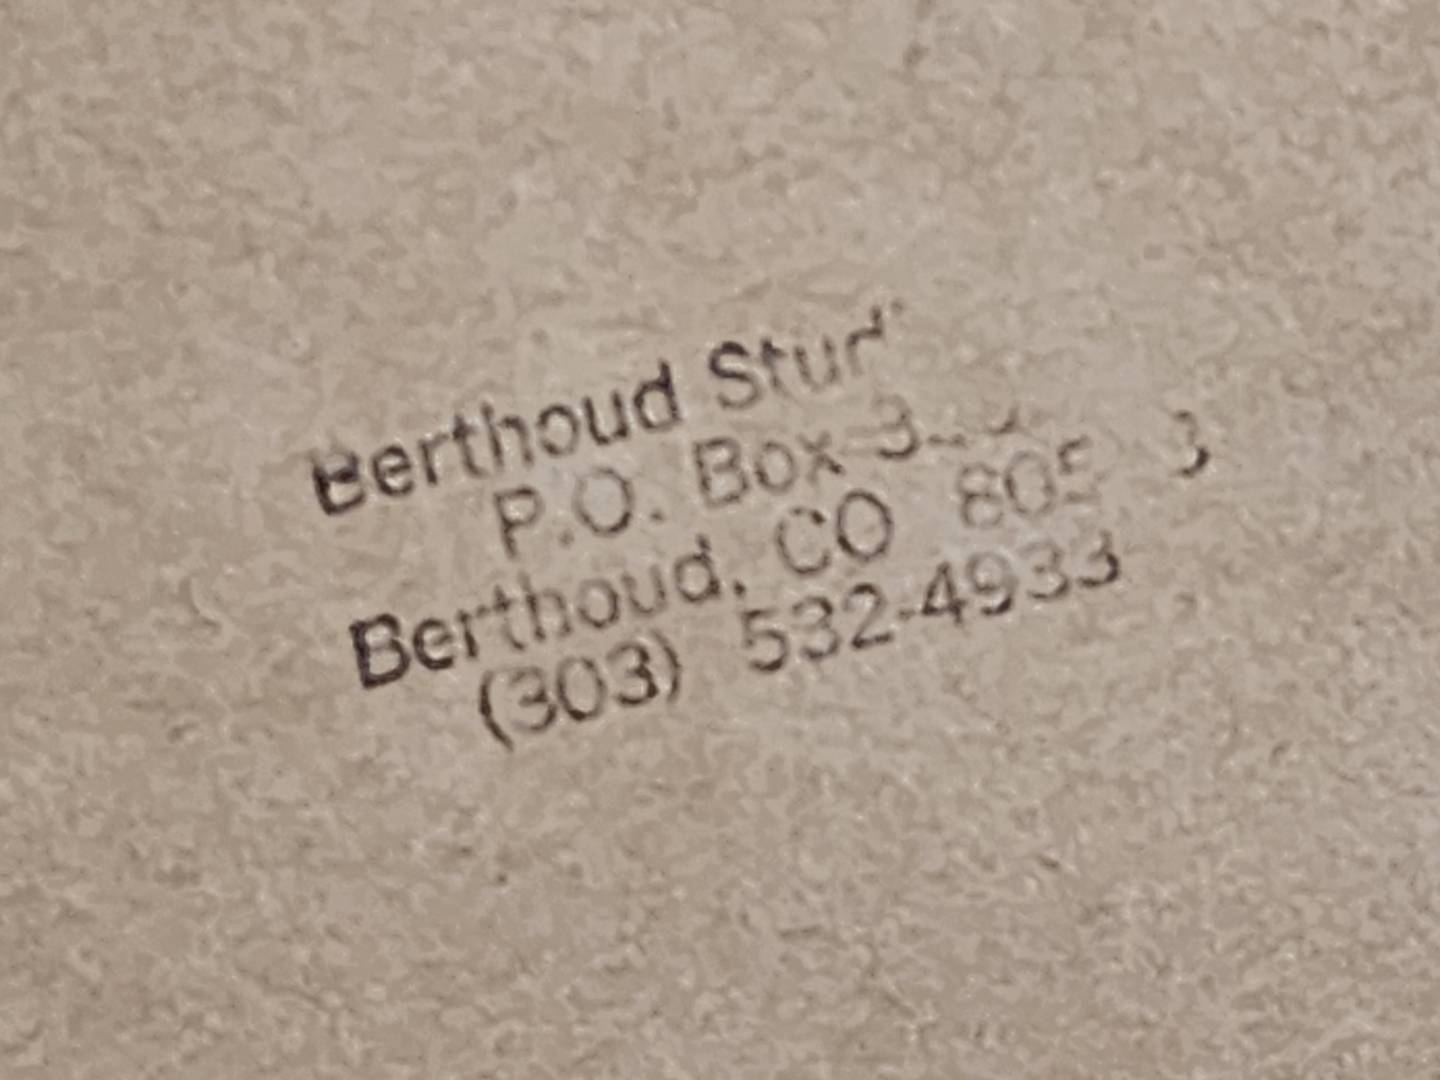 Berthoud
P.O. Box
Berthoud, CO
(303) 532-4933